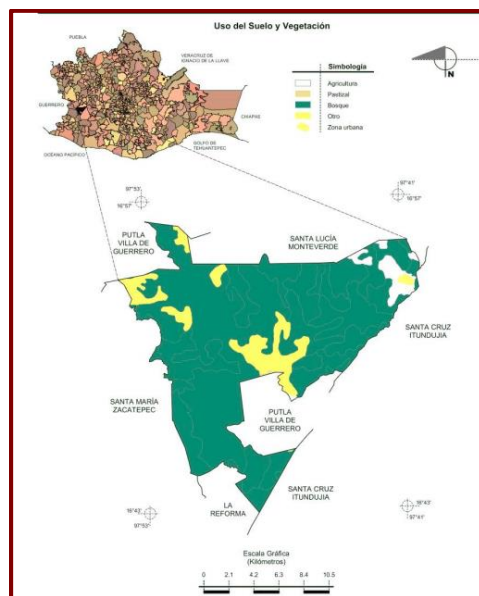 Uso del Suelo y Vegetación
PUEBLA
VERACRUZ DE
IGNACIO DE LA LLAVE
GUERRERO
CHIAPAS
OCÉANO PACÍFICO
GOLFO DE
TEHUANTEPEC
N
Simbología
Agricultura
Pastizal
Bosque
Otro
Zona urbana
97°53'
16°57'
97°41'
16°57'
PUTLA
VILLA DE
GUERRERO
SANTA LUCÍA
MONTEVERDE
SANTA CRUZ
ITUNDUJIA
SANTA MARÍA
ZACATEPEC
PUTLA
VILLA DE
GUERRERO
SANTA CRUZ
ITUNDUJIA
LA
REFORMA
16°43'
97°53'
16°43'
97°41'
Escala Gráfica
(Kilómetros)
0 2.1 4.2 6.3 8.4 10.5